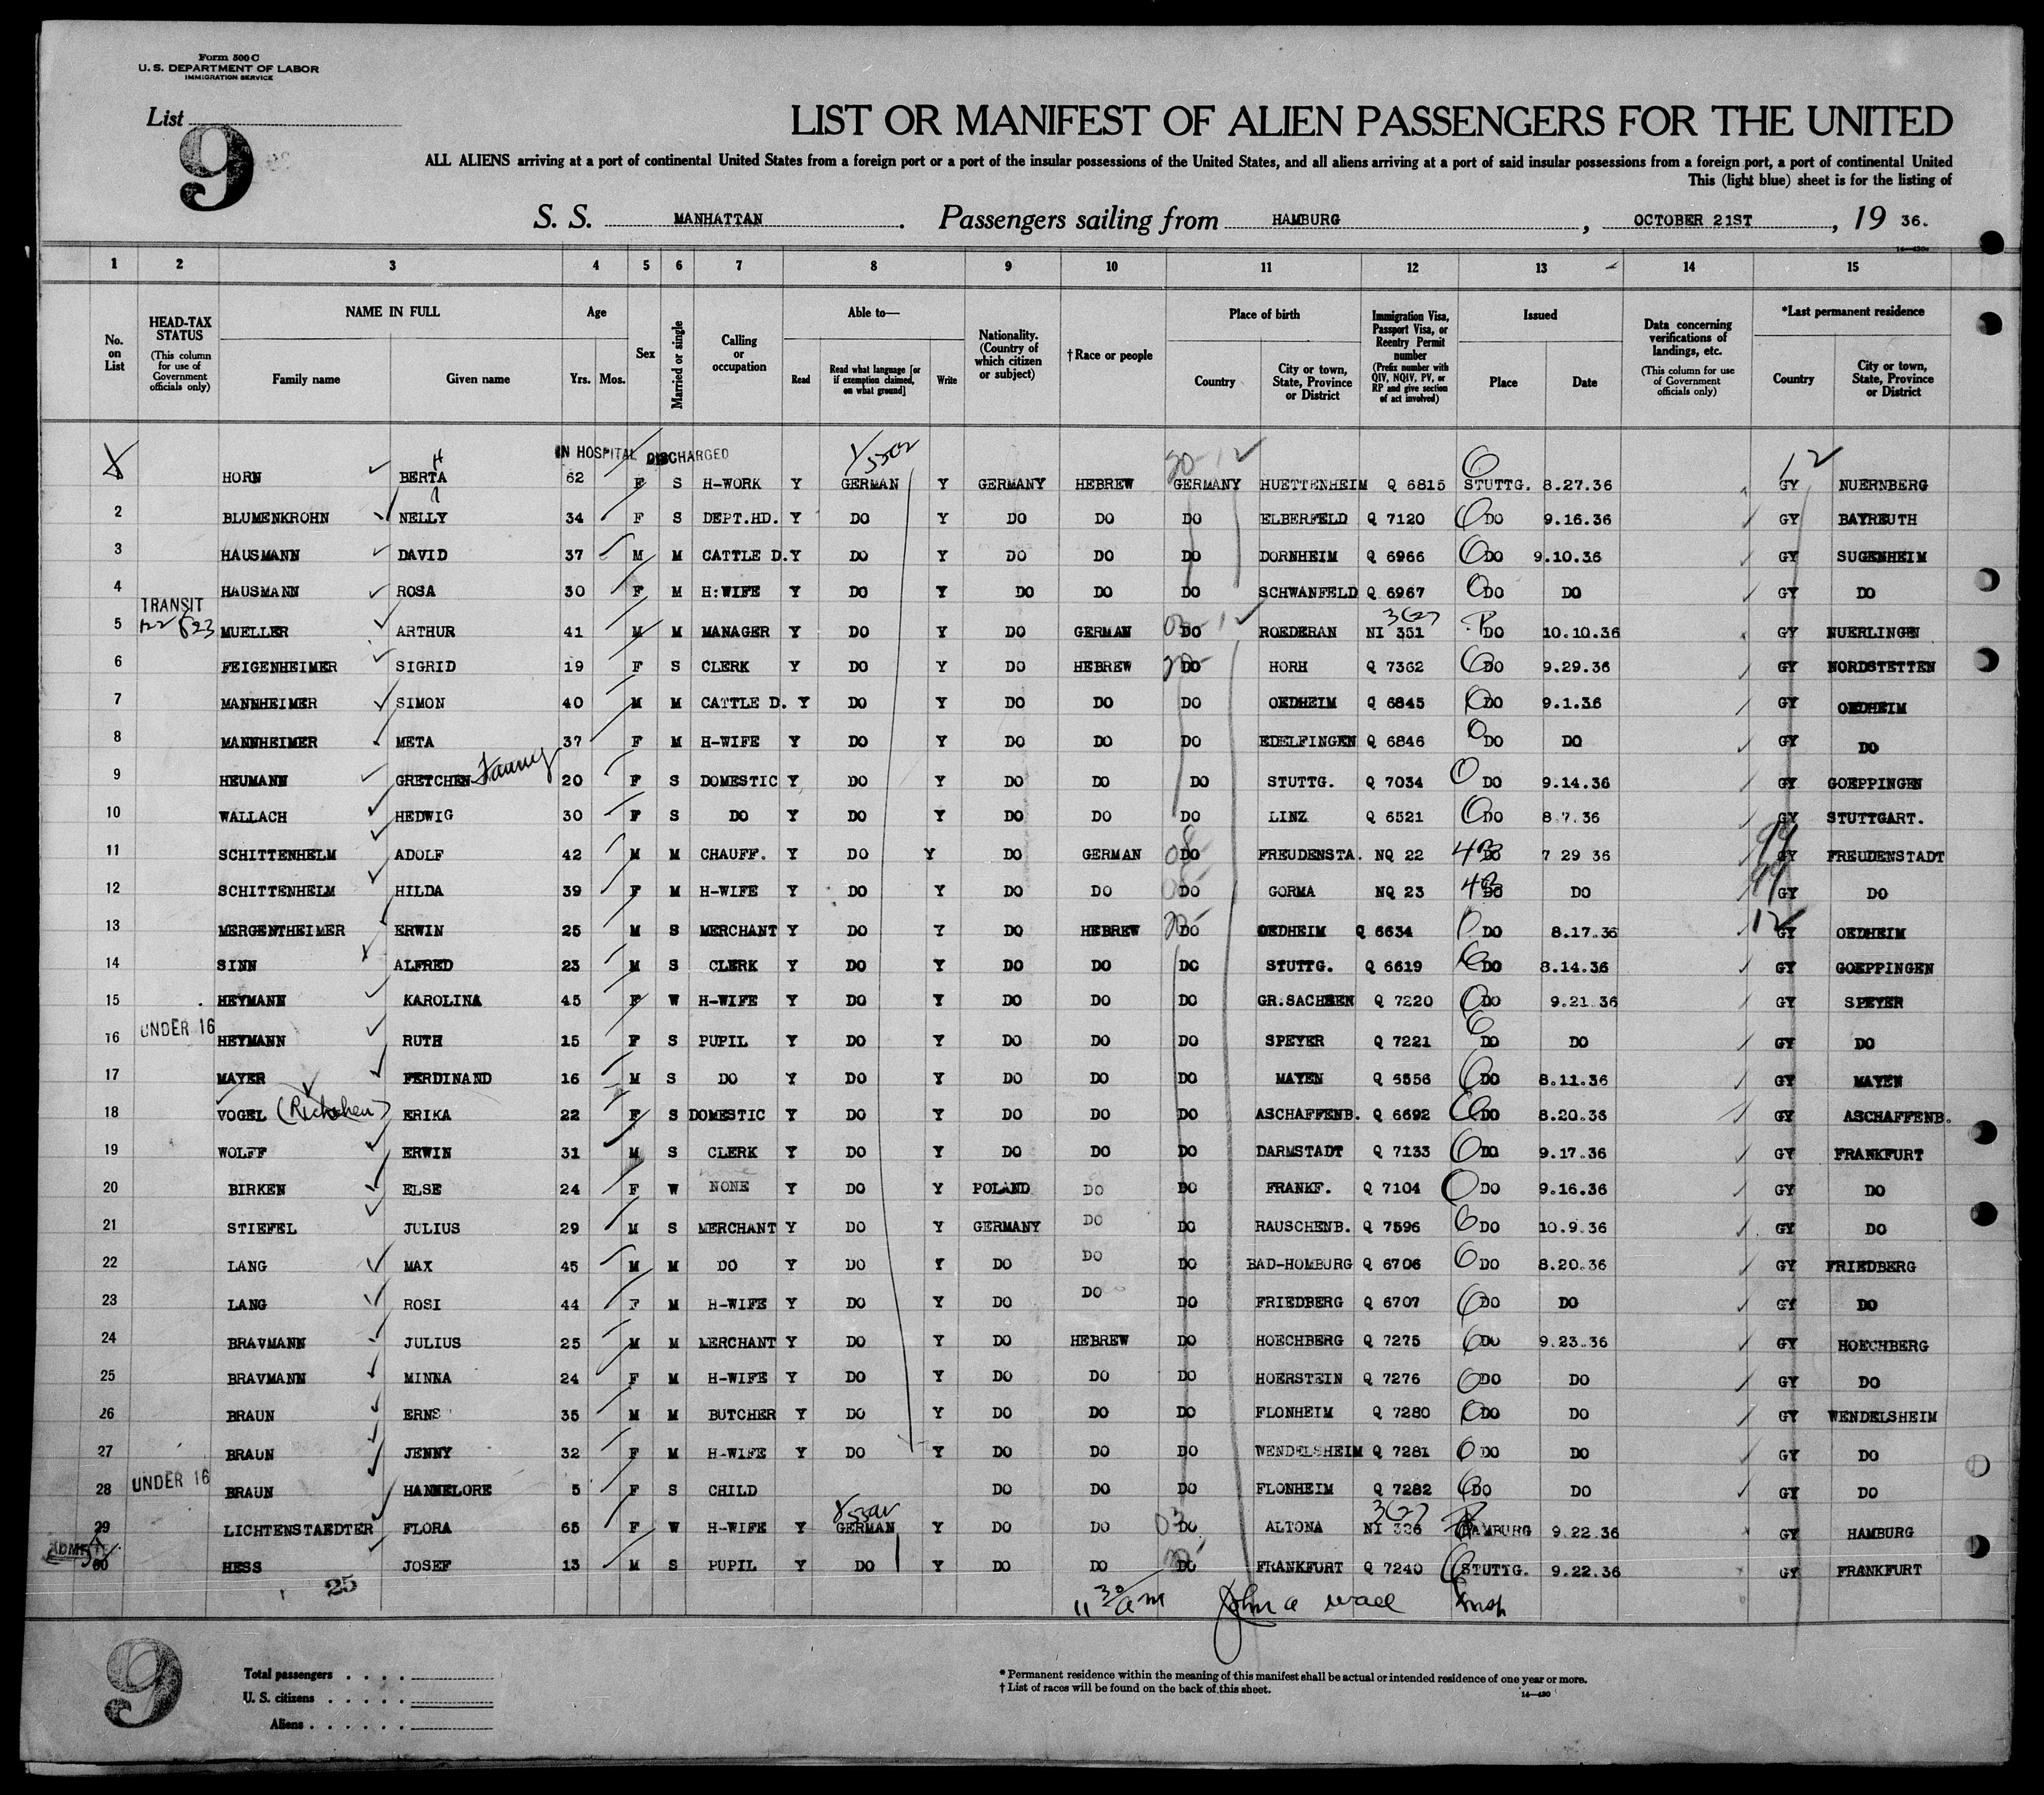 Form 500 C
U. S. DEPARTMENT OF LABOR
IMMIGRATION SERVICE
List
9
LIST OR MANIFEST OF ALIEN PASSENGERS FOR THE UNITED
ALL ALIENS arriving at a port of continental United States from a foreign port or a port of the insular possessions of the United States, and all aliens arriving at a port of said insular possessions from a foreign port, a port of continental United
This (light blue) sheet is for the listing of
S. S. MANHATTAN. Passengers sailing from HAMBURG, OCTOBER 21ST, 19 36.
1 2 3 4 5 6 7 8 9 10 11 12 13 14 15
No. on List
HEAD-TAX STATUS (This column for use of Government officials only)
NAME IN FULL Family name Given name
Age Yrs. Mos.
Sex
Married or single
Calling or occupation
Able to— Read Read what language [or if exemption claimed, on what ground] Write
Nationality. (Country of which citizen or subject)
† Race or people
Place of birth Country City or town, State, Province or District
Immigration Visa, Passport Visa, or Reentry Permit number (Prefix number with QIV, NQIV, PV, or RP and give section of act involved)
Issued Place Date
Data concerning verifications of landings, etc. (This column for use of Government officials only)
*Last permanent residence Country City or town, State, Province or District
IN HOSPITAL DISCHARGED
HORN BERTA H 62 F S H-WORK Y GERMAN Y GERMANY HEBREW GERMANY HUETTENHEIM Q 6815 STUTTG. 8.27.36 GY NUERNBERG
2 BLUMENKROHN NELLY 34 F S DEPT.HD. Y DO Y DO DO DO ELBERFELD Q 7120 DO 9.16.36 GY BAYREUTH
3 HAUSMANN DAVID 37 M M CATTLE D. Y DO Y DO DO DO DORNHEIM Q 6966 DO 9.10.36 GY SUGENHEIM
4 HAUSMANN ROSA 30 F M H:WIFE Y DO Y DO DO DO SCHWANFELD Q 6967 DO DO GY DO
TRANSIT
5 MUELLER ARTHUR 41 M M MANAGER Y DO Y DO GERMAN DO ROEDERAN NI 351 DO 10.10.36 GY NUERLINGEN
6 FEIGENHEIMER SIGRID 19 F S CLERK Y DO Y DO HEBREW DO HORH Q 7362 DO 9.29.36 GY NORDSTETTEN
7 MANNHEIMER SIMON 40 M M CATTLE D. Y DO Y DO DO DO OEDHEIM Q 6845 DO 9.1.36 GY OEDHEIM
8 MANNHEIMER META 37 F M H-WIFE Y DO Y DO DO DO EDELFINGEN Q 6846 DO DO GY DO
9 HEUMANN GRETCHEN Fanny 20 F S DOMESTIC Y DO Y DO DO DO STUTTG. Q 7034 DO 9.14.36 GY GOEPPINGEN
10 WALLACH HEDWIG 30 F S DO Y DO Y DO DO DO LINZ Q 6521 DO 8.7.36 GY STUTTGART.
11 SCHITTENHELM ADOLF 42 M M CHAUFF. Y DO Y DO GERMAN DO FREUDENSTA. NQ 22 DO 7 29 36 GY FREUDENSTADT
12 SCHITTENHELM HILDA 39 F M H-WIFE Y DO Y DO DO DO GORMA NQ 23 DO DO GY DO
13 MERGENTHEIMER ERWIN 25 M S MERCHANT Y DO Y DO HEBREW DO OEDHEIM Q 6634 DO 8.17.36 GY OEDHEIM
14 SINN ALFRED 23 M S CLERK Y DO Y DO DO DO STUTTG. Q 6619 DO 8.14.36 GY GOEPPINGEN
15 HEYMANN KAROLINA 45 F W H-WIFE Y DO Y DO DO DO GR.SACHSEN Q 7220 DO 9.21.36 GY SPEYER
UNDER 16
16 HEYMANN RUTH 15 F S PUPIL Y DO Y DO DO DO SPEYER Q 7221 DO DO GY DO
17 MAYER FERDINAND 16 M S DO Y DO Y DO DO DO MAYEN Q 6556 DO 8.11.36 GY MAYEN
18 VOGEL ERIKA 22 F S DOMESTIC Y DO Y DO DO DO ASCHAFFENB. Q 6692 DO 8.20.36 GY ASCHAFFENB.
19 WOLFF ERWIN 31 M S CLERK Y DO Y DO DO DO DARMSTADT Q 7133 DO 9.17.36 GY FRANKFURT
20 BIRKEN ELSE 24 F W NONE Y DO Y POLAND DO DO FRANKF. Q 7104 DO 9.16.36 GY DO
21 STIEFEL JULIUS 29 M S MERCHANT Y DO Y GERMANY DO DO RAUSCHENB. Q 7596 DO 10.9.36 GY DO
22 LANG MAX 45 M M DO Y DO Y DO DO DO BAD-HOMBURG Q 6706 DO 8.20.36 GY FRIEDBERG
23 LANG ROSI 44 F M H-WIFE Y DO Y DO DO DO FRIEDBERG Q 6707 DO DO GY DO
24 BRAVMANN JULIUS 25 M M MERCHANT Y DO Y DO HEBREW DO HOECHBERG Q 7275 DO 9.23.36 GY HOECHBERG
25 BRAVMANN MINNA 24 F M H-WIFE Y DO Y DO DO DO HOERSTEIN Q 7276 DO DO GY DO
26 BRAUN ERNS 35 M M BUTCHER Y DO Y DO DO DO FLONHEIM Q 7280 DO DO GY WENDELSHEIM
27 BRAUN JENNY 32 F M H-WIFE Y DO Y DO DO DO WENDELSHEIM Q 7281 DO DO GY DO
28 UNDER 16 BRAUN HANNELORE 5 F S CHILD DO DO DO FLONHEIM Q 7282 DO DO GY DO
29 LICHTENSTAEDTER FLORA 65 F W H-WIFE Y GERMAN Y DO DO DO ALTONA NI 326 HAMBURG 9.22.36 GY HAMBURG
30 HESS JOSEF 13 M S PUPIL Y DO Y DO DO DO FRANKFURT Q 7240 STUTTG. 9.22.36 GY FRANKFURT
25
11 30 am John a wall Insp
9
Total passengers . . . .
U. S. citizens . . . . .
Aliens . . . . . .
* Permanent residence within the meaning of this manifest shall be actual or intended residence of one year or more.
† List of races will be found on the back of this sheet.
14—430